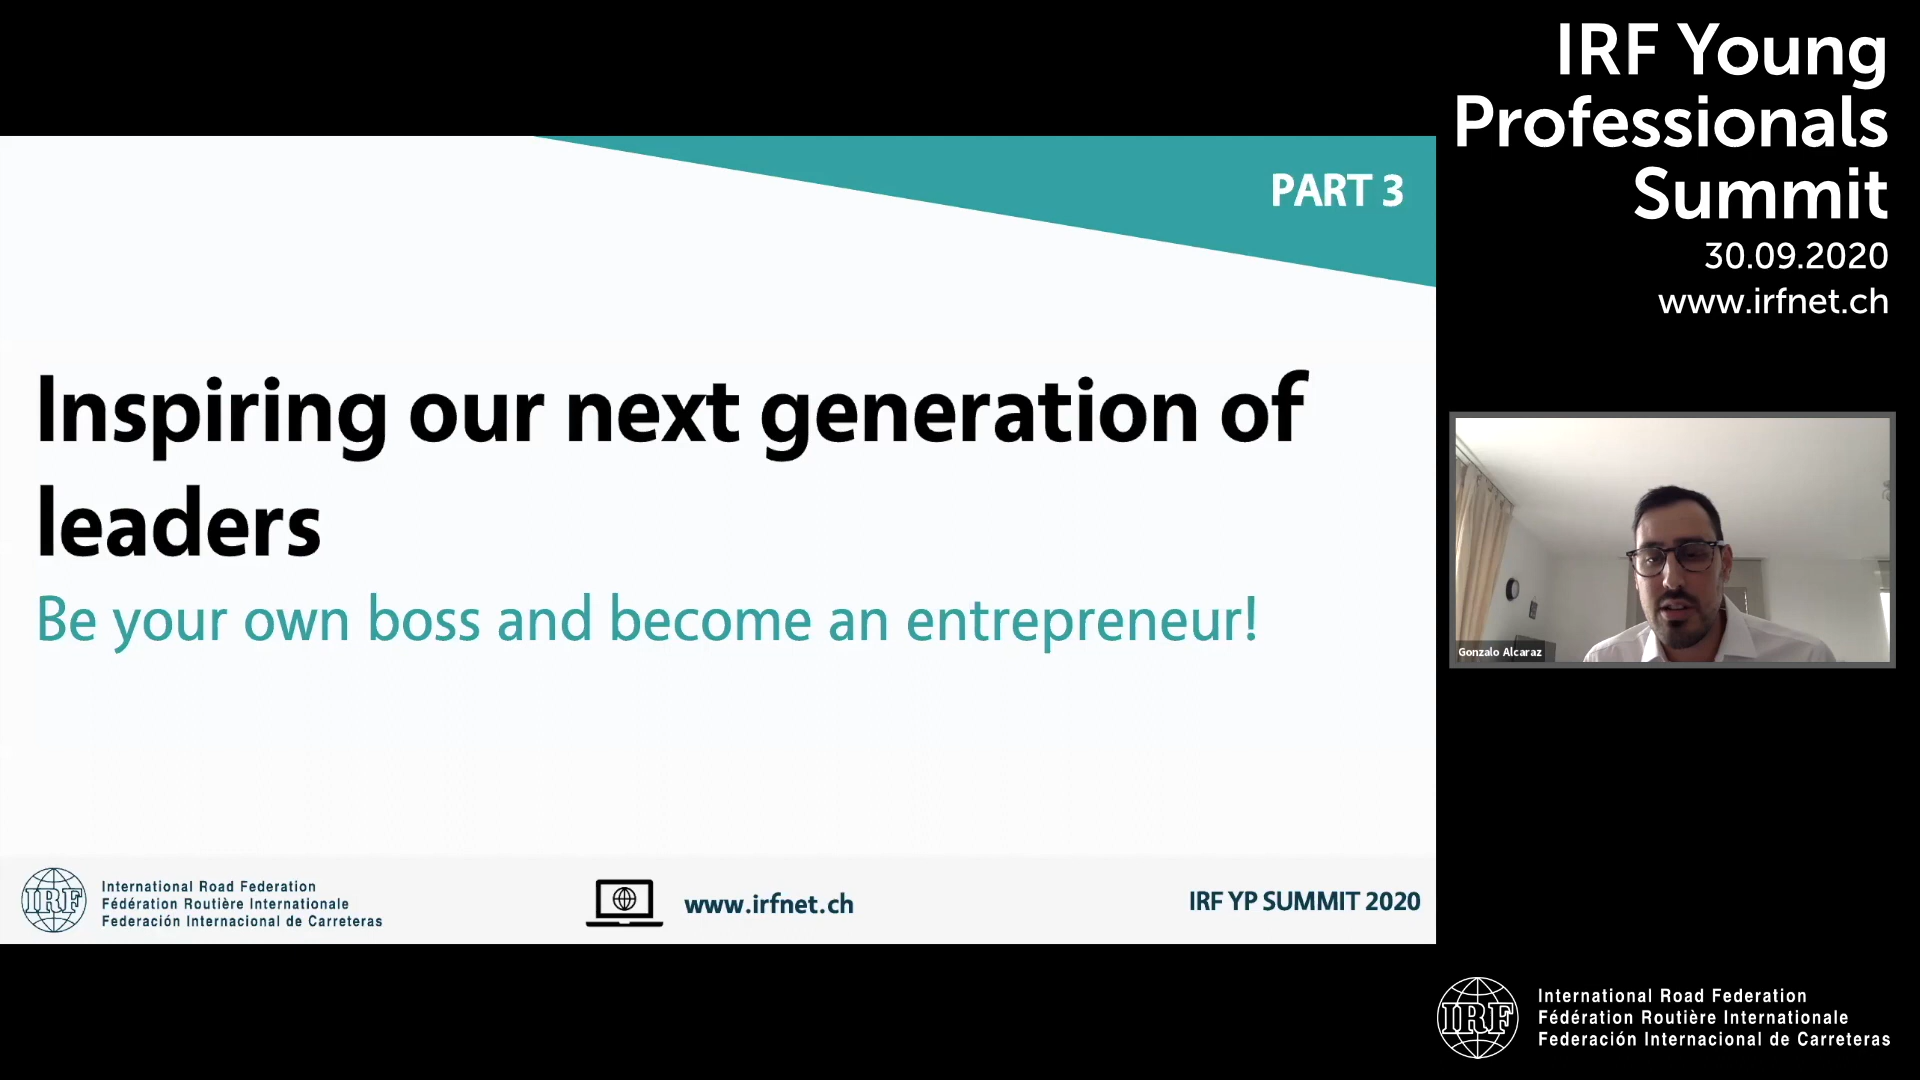 IRF Young
Professionals
Summit
30.09.2020
www.irfnet.ch
PART 3
Inspiring our next generation of
leaders
Be your own boss and become an entrepreneur!
Gonzalo Alcaraz
IRF
International Road Federation
Fédération Routière Internationale
Federación Internacional de Carreteras
www.irfnet.ch
IRF YP SUMMIT 2020
IRF
International Road Federation
Fédération Routière Internationale
Federación Internacional de Carreteras